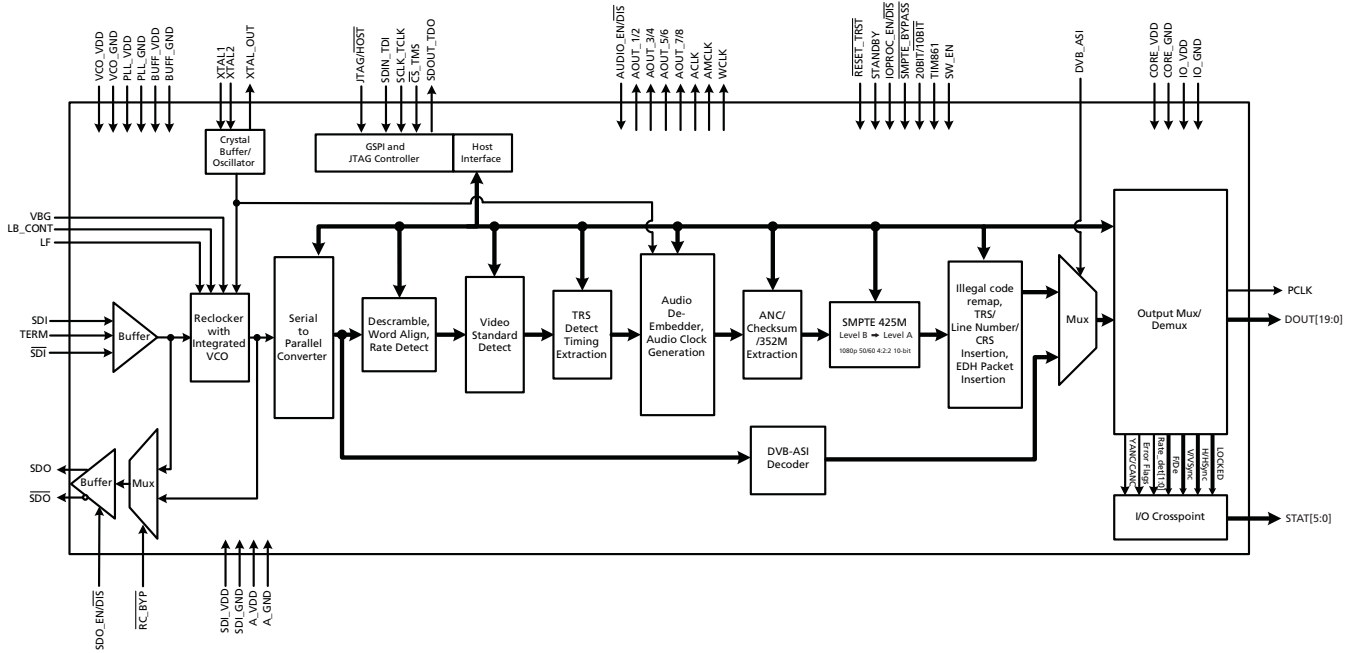 VCO_VDD
VCO_GND
PLL_VDD
PLL_GND
BUFF_VDD
BUFF_GND
XTAL1
XTAL2
XTAL_OUT
JTAG/HOST
SDIN_TDI
SCLK_TCLK
CS_TMS
SDOUT_TDO
AUDIO_EN/DIS
AOUT_1/2
AOUT_3/4
AOUT_5/6
AOUT_7/8
ACLK
AMCLK
WCLK
RESET_TRST
STANDBY
IOPROC_EN/DIS
SMPTE_BYPASS
20BIT/10BIT
TIM861
SW_EN
DVB_ASI
CORE_VDD
CORE_GND
IO_VDD
IO_GND
Crystal
Buffer/
Oscillator
GSPI and
JTAG Controller
Host
Interface
VBG
LB_CONT
LF
SDI
TERM
SDI
Buffer
Reclocker
with
Integrated
VCO
Serial
to
Parallel
Converter
Descramble,
Word Align,
Rate Detect
Video
Standard
Detect
TRS
Detect
Timing
Extraction
Audio
De-
Embedder,
Audio Clock
Generation
ANC/
Checksum
/352M
Extraction
SMPTE 425M
Level B → Level A
1080p 50/60 4:2:2 10-bit
Illegal code
remap,
TRS/
Line Number/
CRS
Insertion,
EDH Packet
Insertion
Mux
Output Mux/
Demux
PCLK
DOUT[19:0]
DVB-ASI
Decoder
YANC/CANC
Error Flags
Rate_det[1:0]
F/De
V/VSync
H/HSync
LOCKED
I/O Crosspoint
STAT[5:0]
SDO
SDO
Buffer
Mux
SDO_EN/DIS
RC_BYP
SDI_VDD
SDI_GND
A_VDD
A_GND